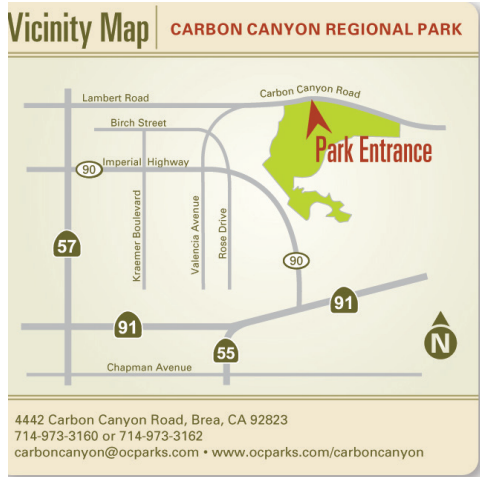 Vicinity Map
CARBON CANYON REGIONAL PARK
Carbon Canyon Road
Lambert Road
Birch Street
Park Entrance
Imperial Highway
90
Kraemer Boulevard
Valencia Avenue
Rose Drive
57
90
91
91
55
N
Chapman Avenue
4442 Carbon Canyon Road, Brea, CA 92823
714-973-3160 or 714-973-3162
carboncanyon@ocparks.com • www.ocparks.com/carboncanyon